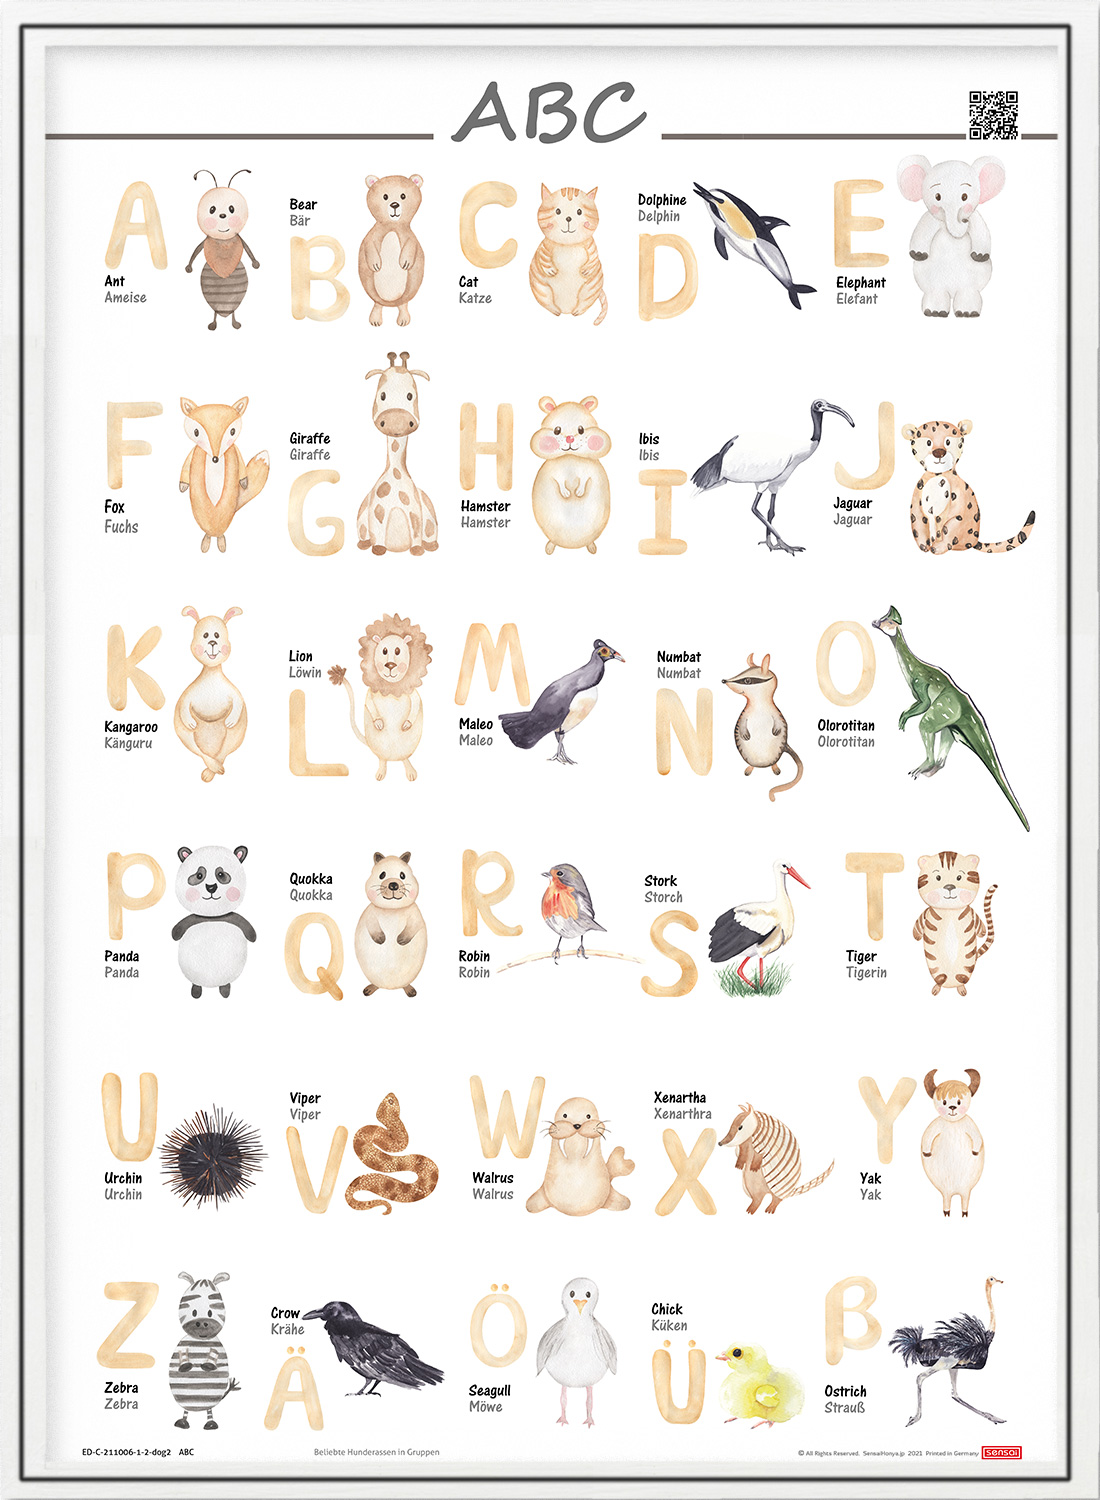 ABC
A
Ant
Ameise
Bear
Bär
B
C
Cat
Katze
Dolphine
Delphin
D
E
Elephant
Elefant
F
Fox
Fuchs
Giraffe
Giraffe
G
H
Hamster
Hamster
Ibis
Ibis
I
J
Jaguar
Jaguar
K
Kangaroo
Känguru
Lion
Löwin
L
M
Maleo
Maleo
Numbat
Numbat
N
O
Olorotitan
Olorotitan
P
Panda
Panda
Quokka
Quokka
Q
R
Robin
Robin
Stork
Storch
S
T
Tiger
Tigerin
U
Urchin
Urchin
Viper
Viper
V
W
Walrus
Walrus
Xenartha
Xenarthra
X
Y
Yak
Yak
Z
Zebra
Zebra
Crow
Krähe
Ä
Ö
Seagull
Möwe
Chick
Küken
Ü
ß
Ostrich
Strauß
ED-C-211006-1-2-dog2 ABC
Beliebte Hunderassen in Gruppen
© All Rights Reserved. SensaiHonya.jp 2021 Printed in Germany
sensai